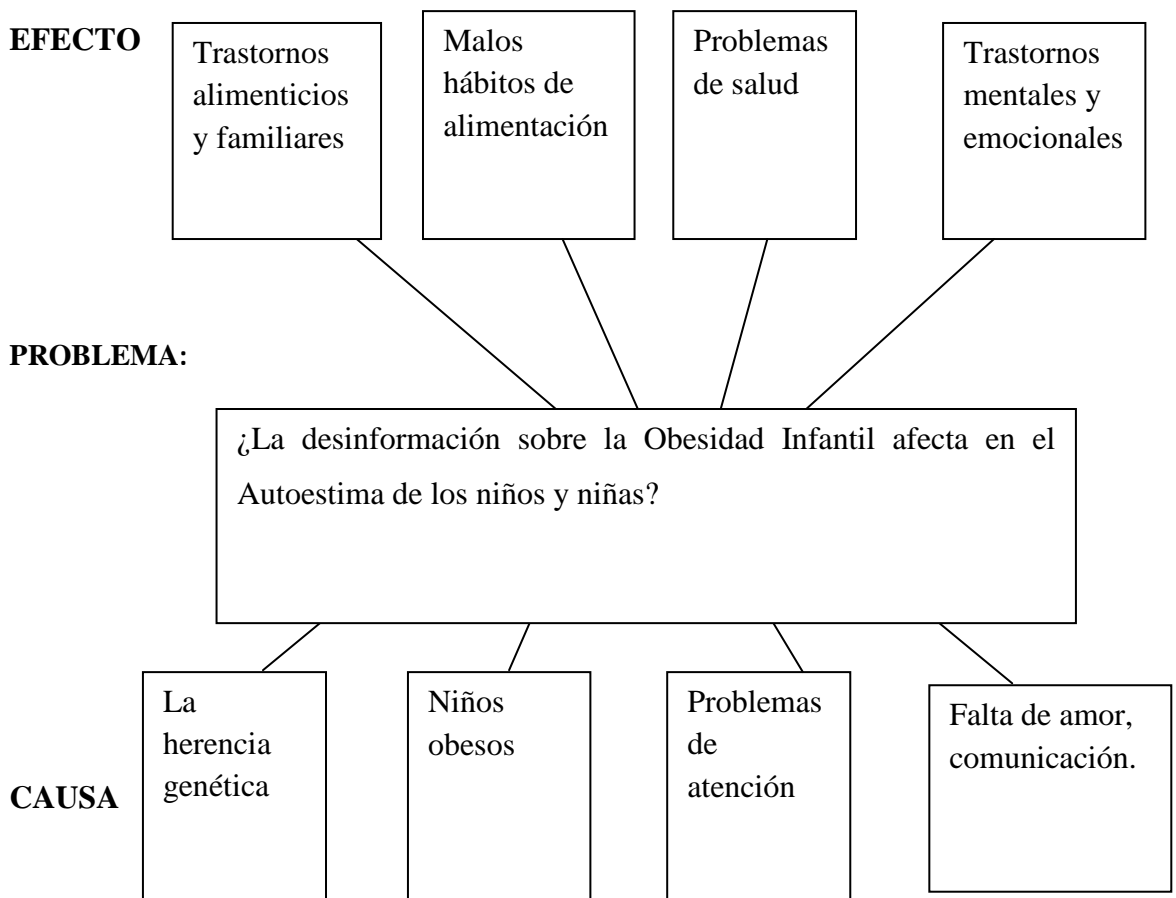 EFECTO
Trastornos
alimenticios
y familiares
Malos
hábitos de
alimentación
Problemas
de salud
Trastornos
mentales y
emocionales
PROBLEMA:
¿La desinformación sobre la Obesidad Infantil afecta en el
Autoestima de los niños y niñas?
CAUSA
La
herencia
genética
Niños
obesos
Problemas
de
atención
Falta de amor,
comunicación.